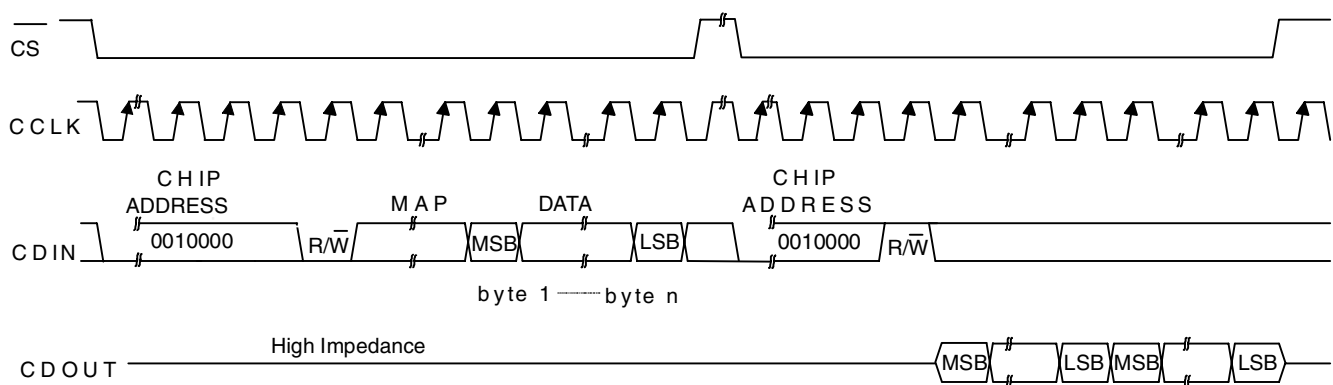 CS
CCLK
CHIP
ADDRESS
MAP
DATA
CHIP
ADDRESS
CDIN
0010000
R/W
MSB
LSB
0010000
R/W
byte 1
byte n
CDOUT
High Impedance
MSB
LSB
MSB
LSB